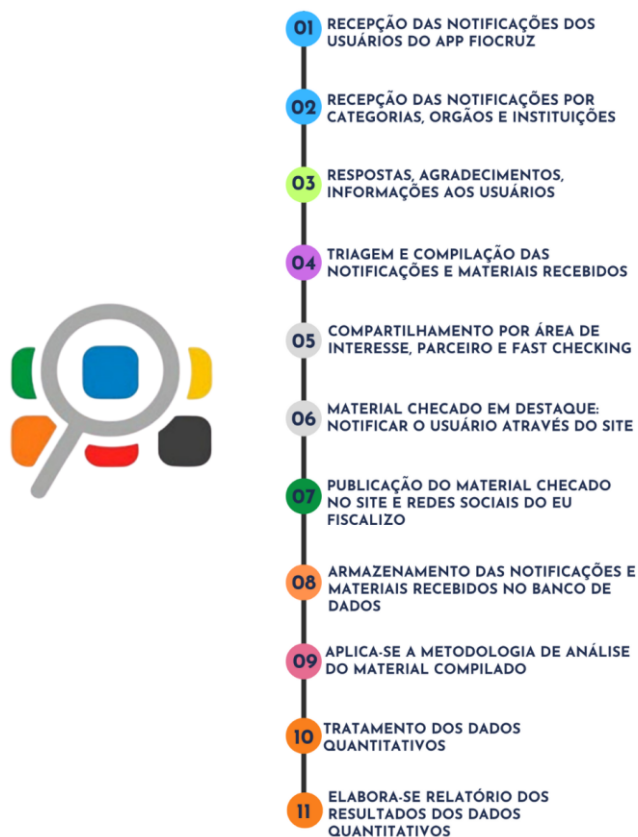 01 RECEPÇÃO DAS NOTIFICAÇÕES DOS
USUÁRIOS DO APP FIOCRUZ
02 RECEPÇÃO DAS NOTIFICAÇÕES POR
CATEGORIAS, ORGÃOS E INSTITUIÇÕES
03 RESPOSTAS, AGRADECIMENTOS,
INFORMAÇÕES AOS USUÁRIOS
04 TRIAGEM E COMPILAÇÃO DAS
NOTIFICAÇÕES E MATERIAIS RECEBIDOS
05 COMPARTILHAMENTO POR ÁREA DE
INTERESSE, PARCEIRO E FAST CHECKING
06 MATERIAL CHECADO EM DESTAQUE:
NOTIFICAR O USUÁRIO ATRAVÉS DO SITE
07 PUBLICAÇÃO DO MATERIAL CHECADO
NO SITE E REDES SOCIAIS DO EU
FISCALIZO
08 ARMAZENAMENTO DAS NOTIFICAÇÕES E
MATERIAIS RECEBIDOS NO BANCO DE
DADOS
09 APLICA-SE A METODOLOGIA DE ANÁLISE
DO MATERIAL COMPILADO
10 TRATAMENTO DOS DADOS
QUANTITATIVOS
11 ELABORA-SE RELATÓRIO DOS
RESULTADOS DOS DADOS
QUANTITATIVOS